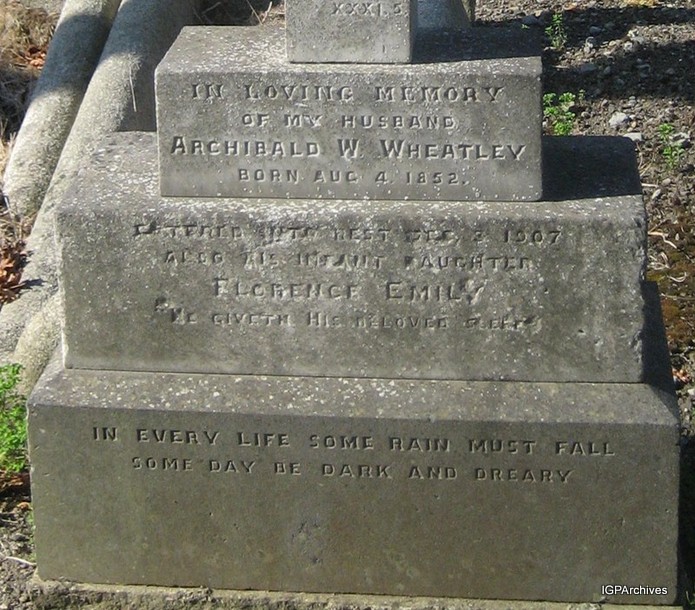 XXXI.5
IN LOVING MEMORY
OF MY HUSBAND
ARCHIBALD W. WHEATLEY
BORN AUG 4. 1852.
ENTERED INTO REST 1907
ALSO HIS INFANT DAUGHTER
FLORENCE EMILY
"HE GIVETH HIS BELOVED SLEEP"
IN EVERY LIFE SOME RAIN MUST FALL
SOME DAY BE DARK AND DREARY
IGPArchives